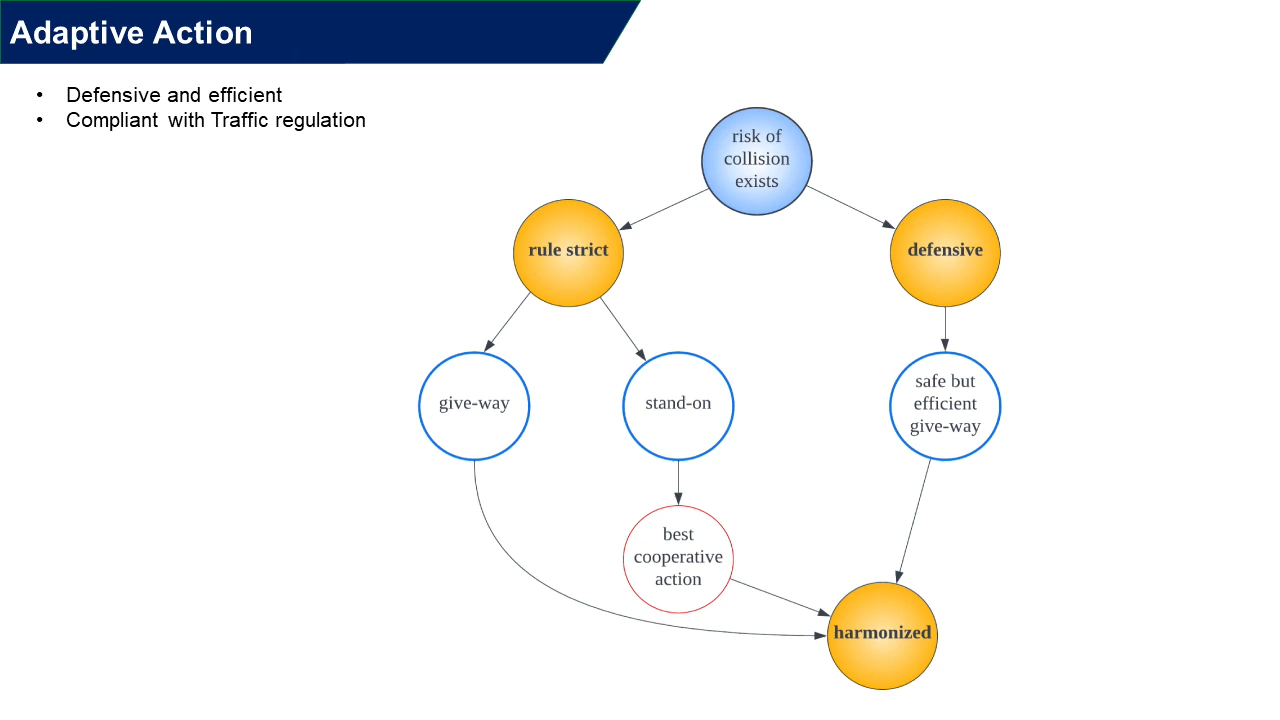 Adaptive Action
• Defensive and efficient
• Compliant with Traffic regulation
risk of
collision
exists
rule strict
defensive
give-way
stand-on
safe but
efficient
give-way
best
cooperative
action
harmonized